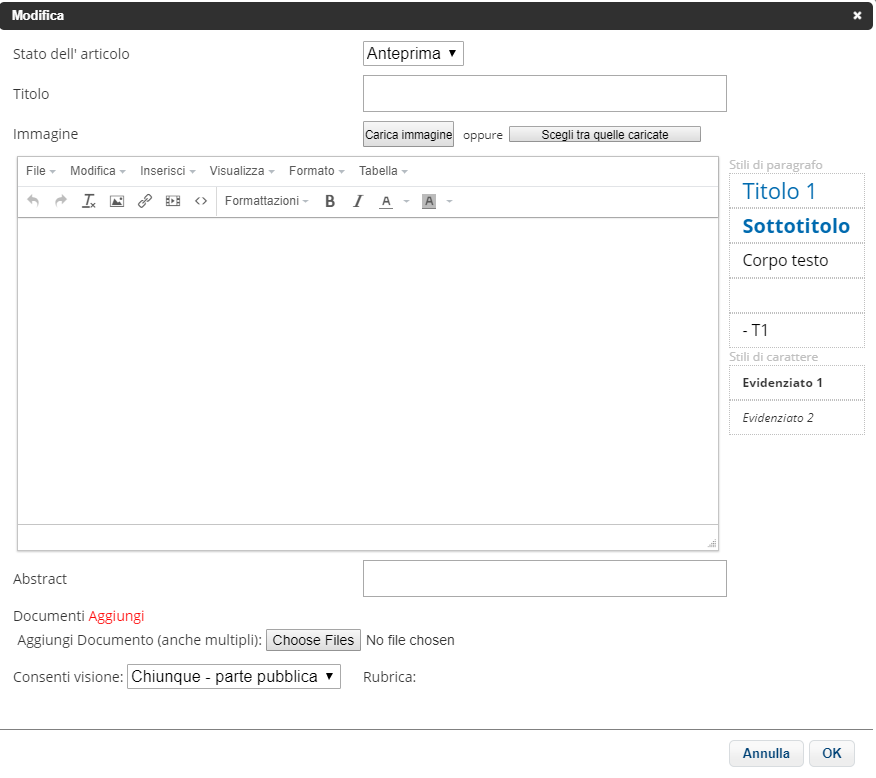 Modifica
Stato dell' articolo Anteprima
Titolo
Immagine Carica immagine oppure Scegli tra quelle caricate
File Modifica Inserisci Visualizza Formato Tabella
Formattazioni B I A A
Stili di paragrafo
Titolo 1
Sottotitolo
Corpo testo
- T1
Stili di carattere
Evidenziato 1
Evidenziato 2
Abstract
Documenti Aggiungi
Aggiungi Documento (anche multipli): Choose Files No file chosen
Consenti visione: Chiunque - parte pubblica Rubrica:
Annulla OK